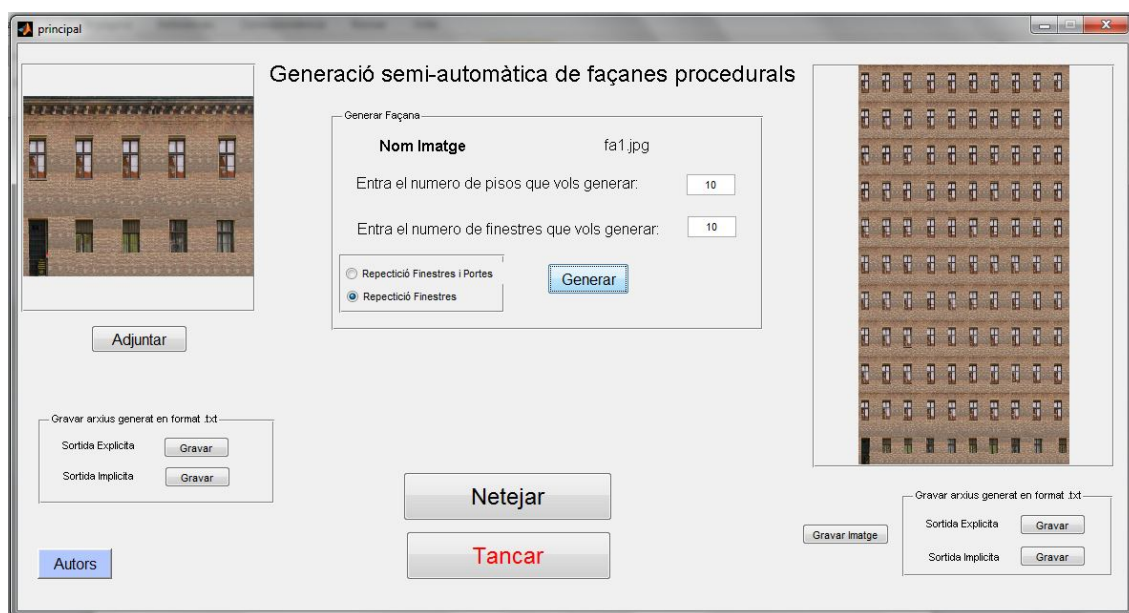 principal
Generació semi-automàtica de façanes procedurals
Generar Façana
Nom Imatge fa1.jpg
Entra el numero de pisos que vols generar: 10
Entra el numero de finestres que vols generar: 10
Repectició Finestres i Portes
Repectició Finestres
Generar
Adjuntar
Gravar arxius generat en format .txt
Sortida Explicita Gravar
Sortida Implicita Gravar
Autors
Netejar
Tancar
Gravar Imatge
Gravar arxius generat en format .txt
Sortida Explicita Gravar
Sortida Implicita Gravar